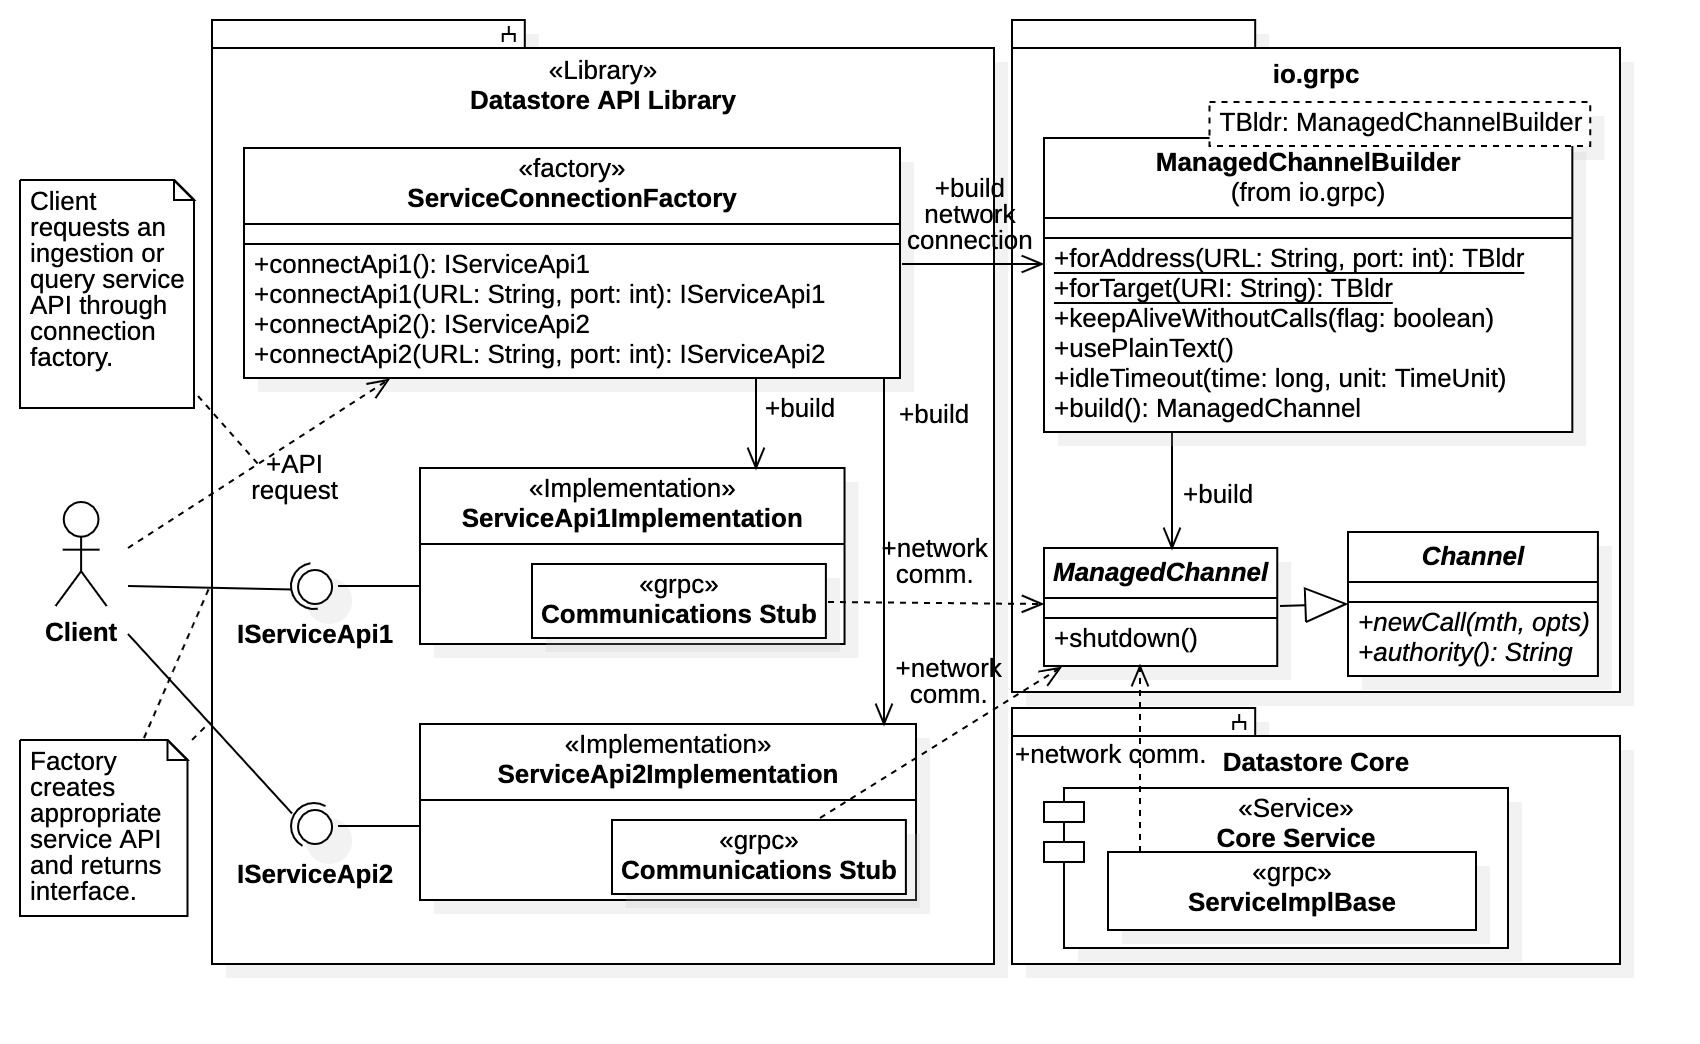 «Library»
Datastore API Library
«factory»
ServiceConnectionFactory
+connectApi1(): IServiceApi1
+connectApi1(URL: String, port: int): IServiceApi1
+connectApi2(): IServiceApi2
+connectApi2(URL: String, port: int): IServiceApi2
Client
requests an
ingestion or
query service
API through
connection
factory.
+build
network
connection
io.grpc
TBldr: ManagedChannelBuilder
ManagedChannelBuilder
(from io.grpc)
+forAddress(URL: String, port: int): TBldr
+forTarget(URI: String): TBldr
+keepAliveWithoutCalls(flag: boolean)
+usePlainText()
+idleTimeout(time: long, unit: TimeUnit)
+build(): ManagedChannel
+build
+build
+API
request
«Implementation»
ServiceApi1Implementation
«grpc»
Communications Stub
+network
comm.
+build
ManagedChannel
+shutdown()
Channel
+newCall(mth, opts)
+authority(): String
Client
IServiceApi1
+network
comm.
«Implementation»
ServiceApi2Implementation
«grpc»
Communications Stub
IServiceApi2
Factory
creates
appropriate
service API
and returns
interface.
+network comm.
Datastore Core
«Service»
Core Service
«grpc»
ServiceImplBase